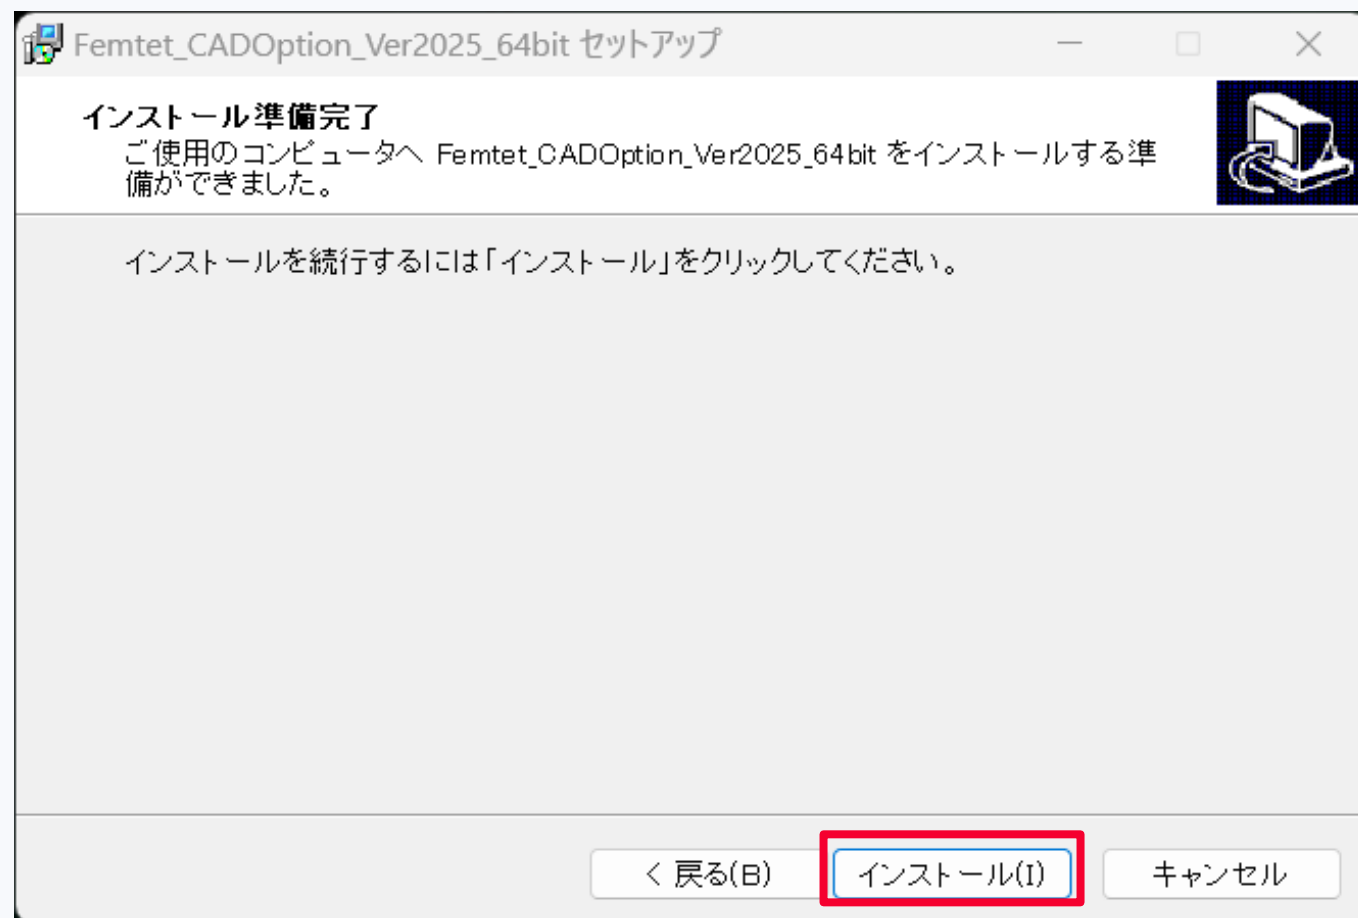 Femtet_CADOption_Ver2025_64bit セットアップ
インストール準備完了
ご使用のコンピュータへ Femtet_CADOption_Ver2025_64bit をインストールする準
備ができました。
インストールを続行するには「インストール」をクリックしてください。
< 戻る(B)
インストール(I)
キャンセル